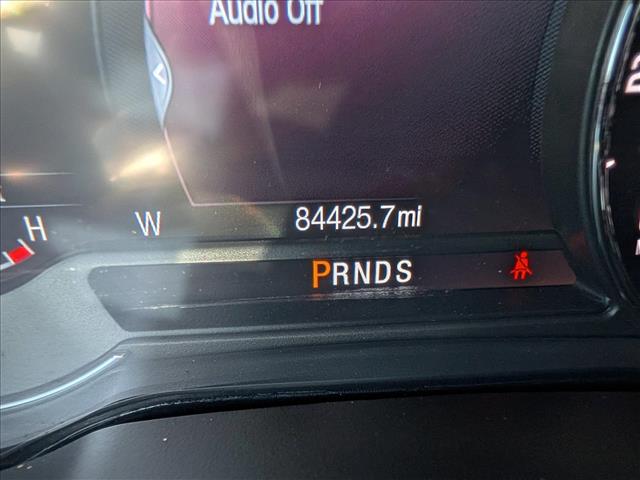 Audio Off
H W 84425.7mi
PRNDS